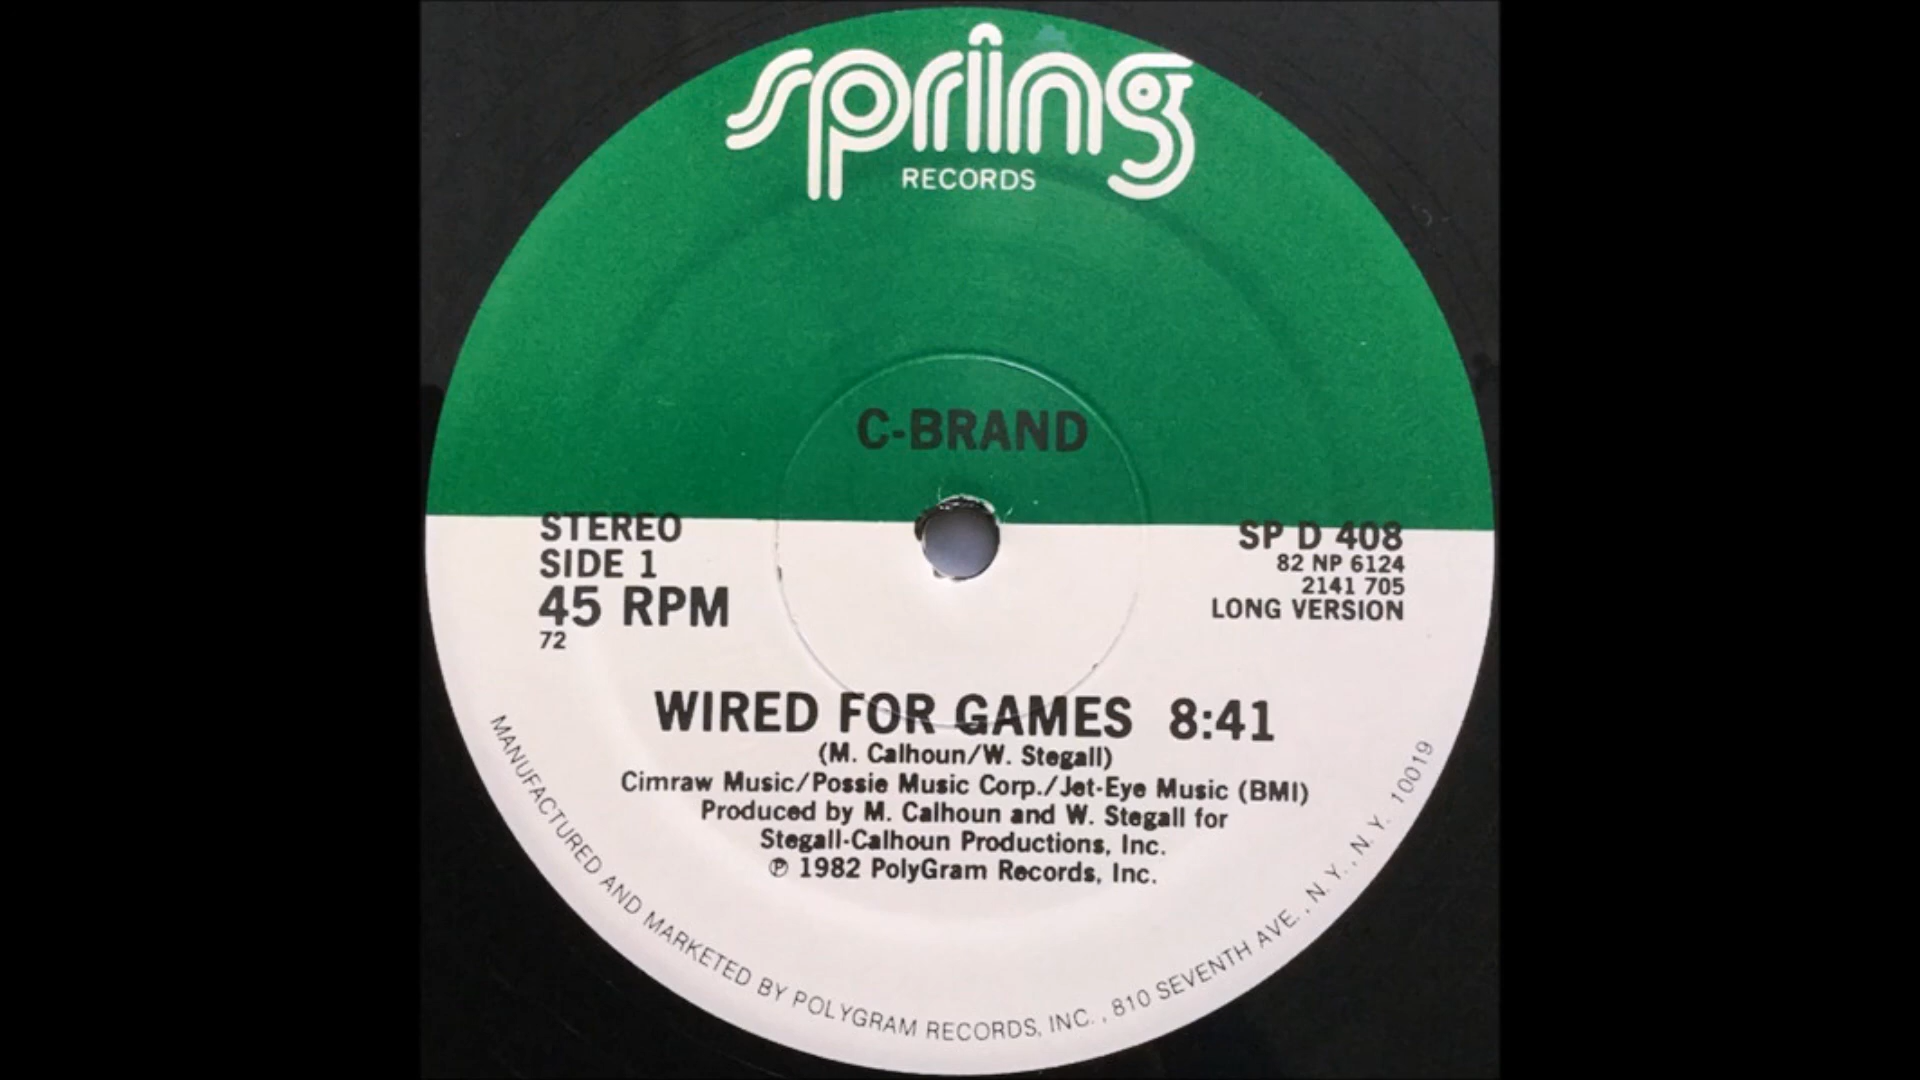 spring
RECORDS
C-BRAND
STEREO
SIDE 1
45 RPM
72
SP D 408
82 NP 6124
2141 705
LONG VERSION
WIRED FOR GAMES 8:41
(M. Calhoun/W. Stegall)
Cimraw Music/Possie Music Corp./Jet-Eye Music (BMI)
Produced by M. Calhoun and W. Stegall for
Stegall-Calhoun Productions, Inc.
℗ 1982 PolyGram Records, Inc.
MANUFACTURED AND MARKETED BY POLYGRAM RECORDS, INC., 810 SEVENTH AVE., N.Y., N.Y. 10019